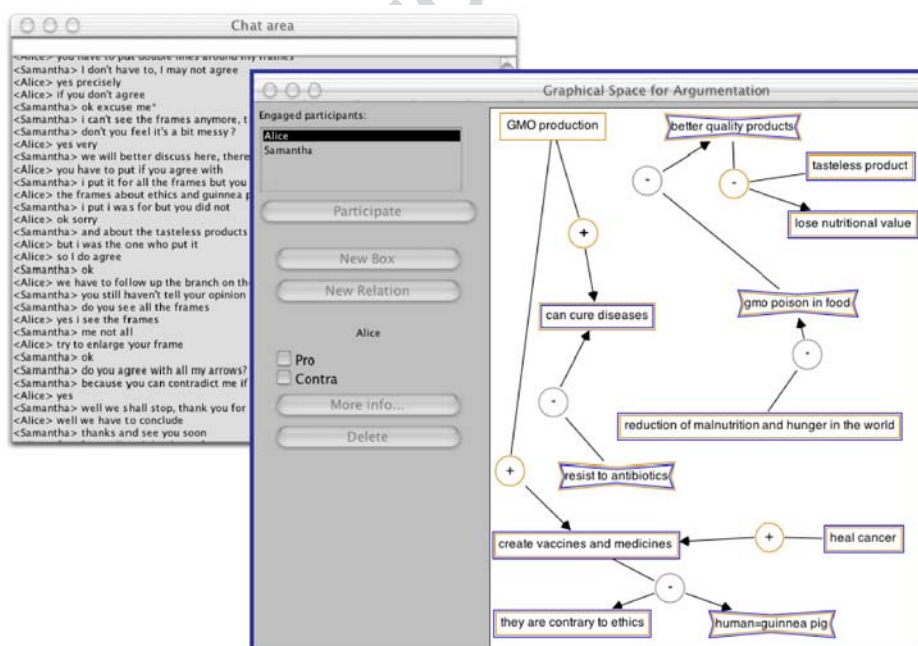 Chat area
<Alice> you have to put double lines around my frames
<Samantha> I don't have to, I may not agree
<Alice> yes precisely
<Alice> if you don't agree
<Samantha> ok excuse me*
<Samantha> i can't see the frames anymore, t
<Samantha> don't you feel it's a bit messy ?
<Alice> yes very
<Samantha> we will better discuss here, there
<Alice> you have to put if you agree with
<Samantha> i put it for all the frames but you
<Alice> the frames about ethics and guinnea p
<Samantha> i put i was for but you did not
<Alice> ok sorry
<Samantha> and about the tasteless products
<Alice> but i was the one who put it
<Alice> so I do agree
<Samantha> ok
<Alice> we have to follow up the branch on th
<Samantha> you still haven't tell your opinion
<Samantha> do you see all the frames
<Alice> yes i see the frames
<Samantha> me not all
<Alice> try to enlarge your frame
<Samantha> ok
<Samantha> do you agree with all my arrows?
<Samantha> because you can contradict me if
<Alice> yes
<Samantha> well we shall stop, thank you for
<Alice> well we have to conclude
<Samantha> thanks and see you soon
Graphical Space for Argumentation
Engaged participants:
Alice
Samantha
Participate
New Box
New Relation
Alice
Pro
Contra
More info...
Delete
GMO production
better quality products
tasteless product
-
-
lose nutritional value
+
gmo poison in food
can cure diseases
-
-
reduction of malnutrition and hunger in the world
resist to antibiotics
+
create vaccines and medicines
+
heal cancer
-
they are contrary to ethics
human=guinnea pig